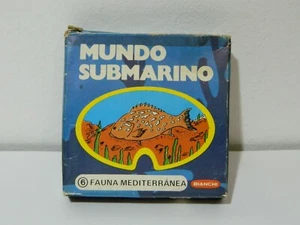 MUNDO
SUBMARINO
6 FAUNA MEDITERRÁNEA BIANCHI